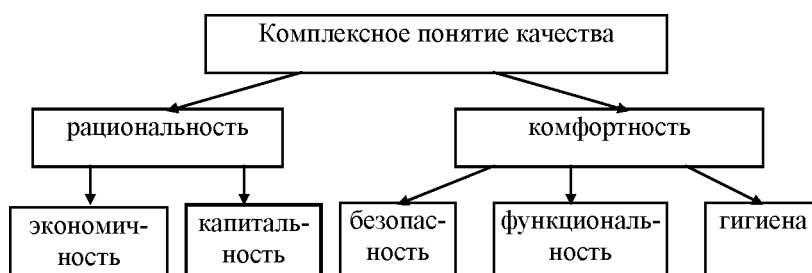 Комплексное понятие качества
рациональность
комфортность
экономич-
ность
капиталь-
ность
безопас-
ность
функциональ-
ность
гигиена